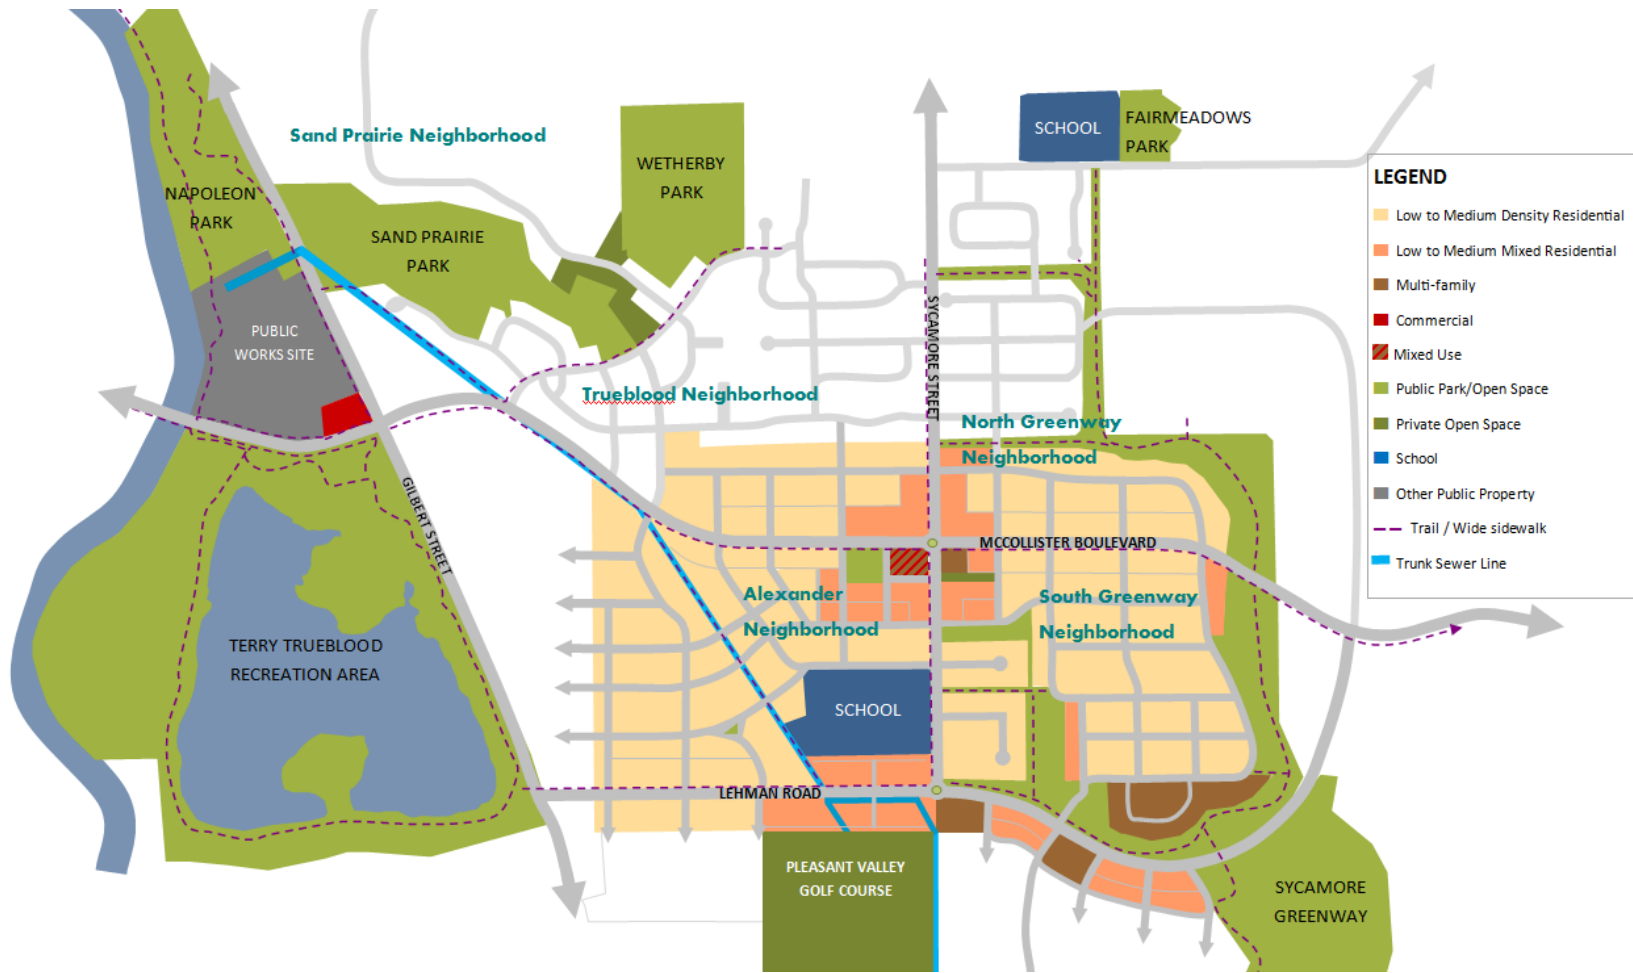 Sand Prairie Neighborhood
NAPOLEON
PARK
SAND PRAIRIE
PARK
WETHERBY
PARK
SCHOOL
FAIRMEADOWS
PARK
PUBLIC
WORKS SITE
SYCAMORE STREET
Trueblood Neighborhood
North Greenway
Neighborhood
GILBERT STREET
MCCOLLISTER BOULEVARD
Alexander
Neighborhood
South Greenway
Neighborhood
TERRY TRUEBLOOD
RECREATION AREA
SCHOOL
LEHMAN ROAD
PLEASANT VALLEY
GOLF COURSE
SYCAMORE
GREENWAY
LEGEND
Low to Medium Density Residential
Low to Medium Mixed Residential
Multi-family
Commercial
Mixed Use
Public Park/Open Space
Private Open Space
School
Other Public Property
Trail / Wide sidewalk
Trunk Sewer Line